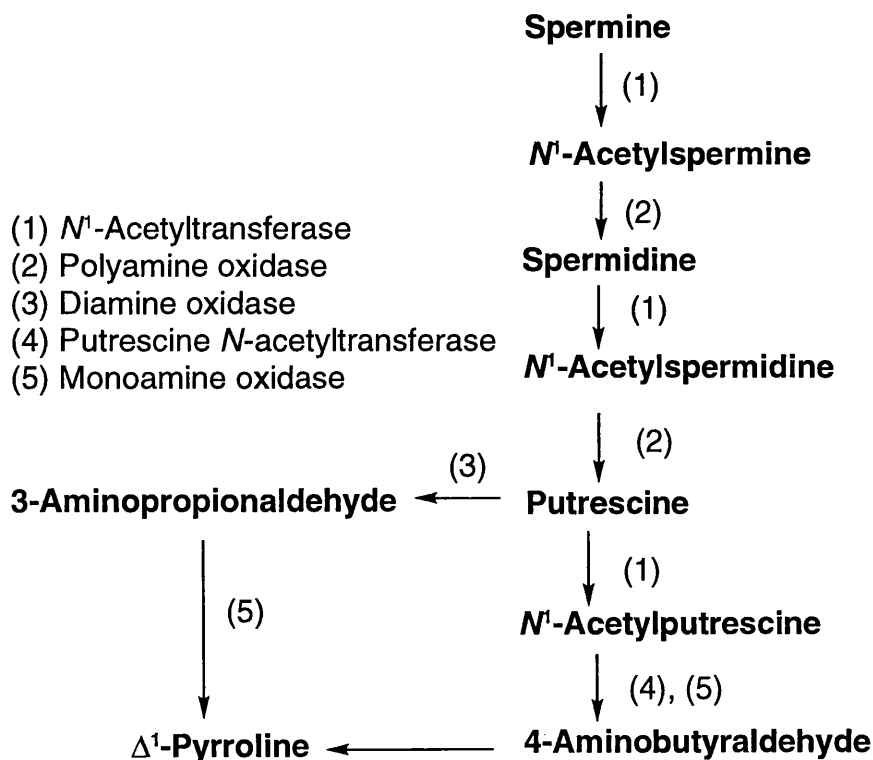 Spermine
(1)
N¹-Acetylspermine
(2)
Spermidine
(1)
N¹-Acetylspermidine
(2)
(1) N¹-Acetyltransferase
(2) Polyamine oxidase
(3) Diamine oxidase
(4) Putrescine N-acetyltransferase
(5) Monoamine oxidase
3-Aminopropionaldehyde
(3)
Putrescine
(1)
N¹-Acetylputrescine
(5)
(4), (5)
Δ¹-Pyrroline
4-Aminobutyraldehyde